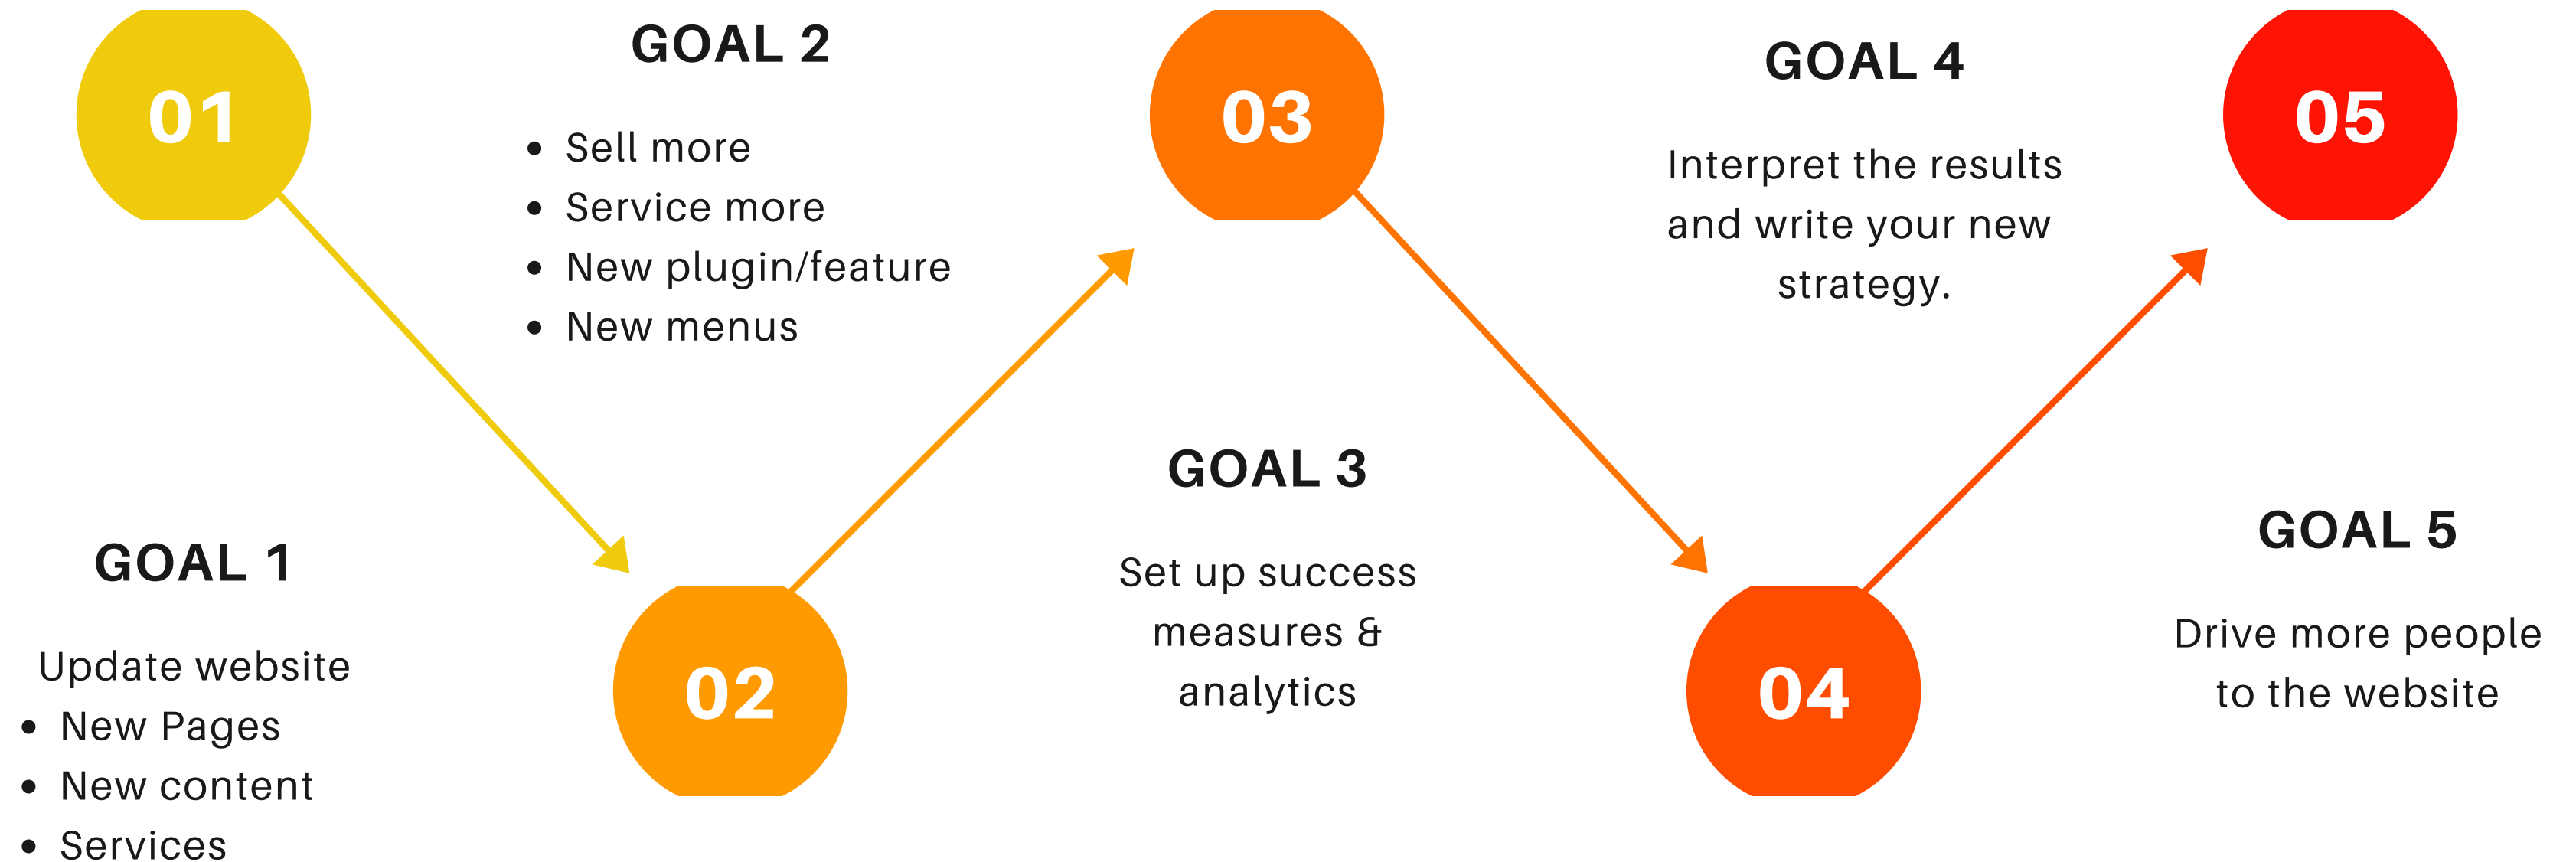 01
GOAL 1
Update website
• New Pages
• New content
• Services
GOAL 2
• Sell more
• Service more
• New plugin/feature
• New menus
02
03
GOAL 3
Set up success
measures &
analytics
GOAL 4
Interpret the results
and write your new
strategy.
04
05
GOAL 5
Drive more people
to the website